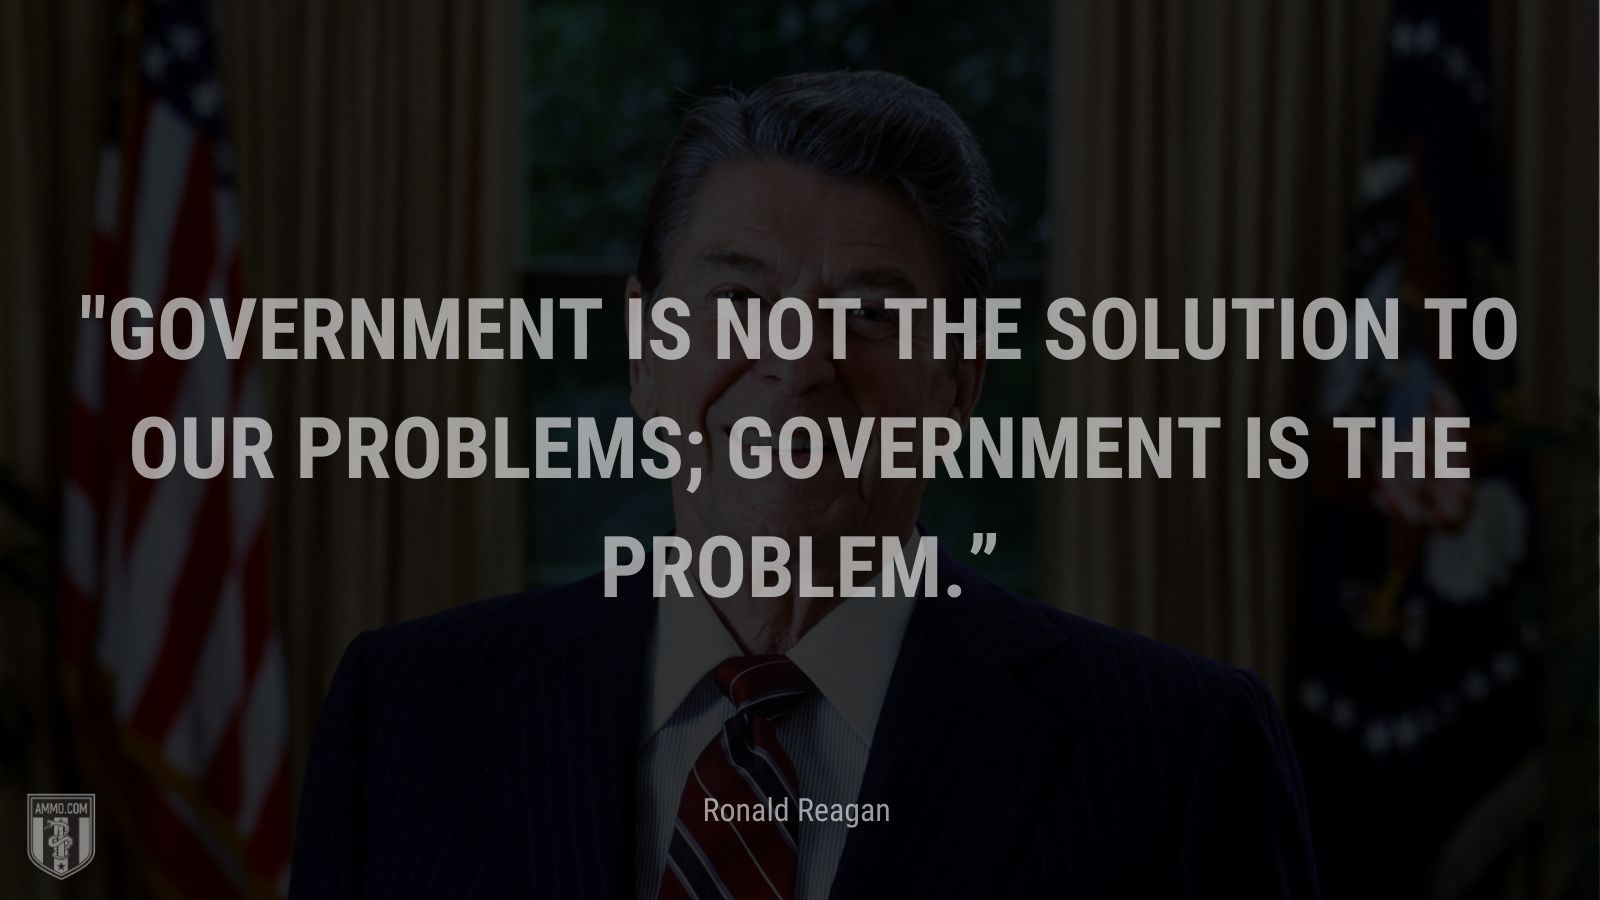 "GOVERNMENT IS NOT THE SOLUTION TO
OUR PROBLEMS; GOVERNMENT IS THE
PROBLEM.”
Ronald Reagan
AMMO.COM